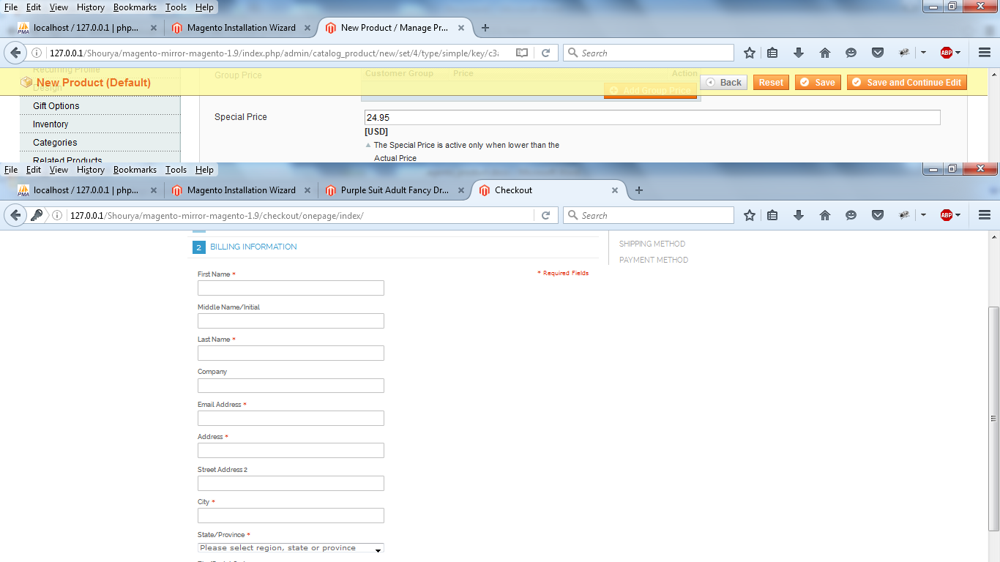 File Edit View History Bookmarks Tools Help
localhost / 127.0.0.1 | php... Magento Installation Wizard New Product / Manage Pr...
127.0.0.1/Shourya/magento-mirror-magento-1.9/index.php/admin/catalog_product/new/set/4/type/simple/key/c3 Search ABP
Recurring Profile Group Price Customer Group Price Action
New Product (Default) Back Reset Save Save and Continue Edit
Design Add Group Price
Gift Options
Special Price 24.95
Inventory
[USD]
Categories The Special Price is active only when lower than the
Related Products Actual Price
File Edit View History Bookmarks Tools Help
localhost / 127.0.0.1 | php... Magento Installation Wizard Purple Suit Adult Fancy Dr... Checkout
127.0.0.1/Shourya/magento-mirror-magento-1.9/checkout/onepage/index/ Search ABP
2 BILLING INFORMATION
SHIPPING METHOD
PAYMENT METHOD
First Name *
* Required Fields
Middle Name/Initial
Last Name *
Company
Email Address *
Address *
Street Address 2
City *
State/Province *
Please select region, state or province